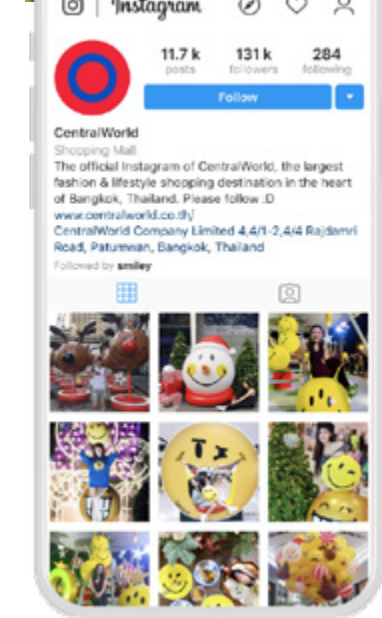 Instagram
11.7 k 131 k 284
posts followers following
Follow
CentralWorld
Shopping Mall
The official Instagram of CentralWorld, the largest
fashion & lifestyle shopping destination in the heart
of Bangkok, Thailand. Please follow :D
www.centralworld.co.th/
CentralWorld Company Limited 4,4/1-2,4/4 Rajdamri
Road, Patumwan, Bangkok, Thailand
Followed by smiley